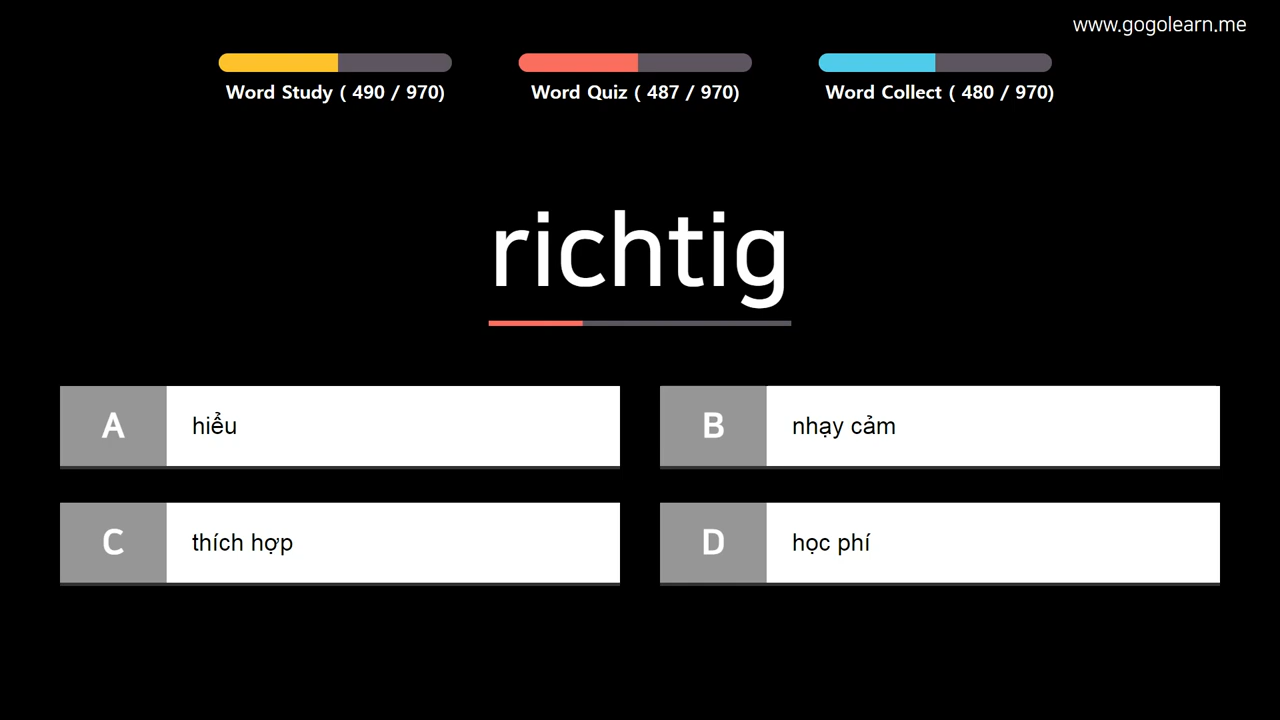 www.gogolearn.me
Word Study ( 490 / 970)
Word Quiz ( 487 / 970)
Word Collect ( 480 / 970)
richtig
A hiểu
B nhạy cảm
C thích hợp
D học phí